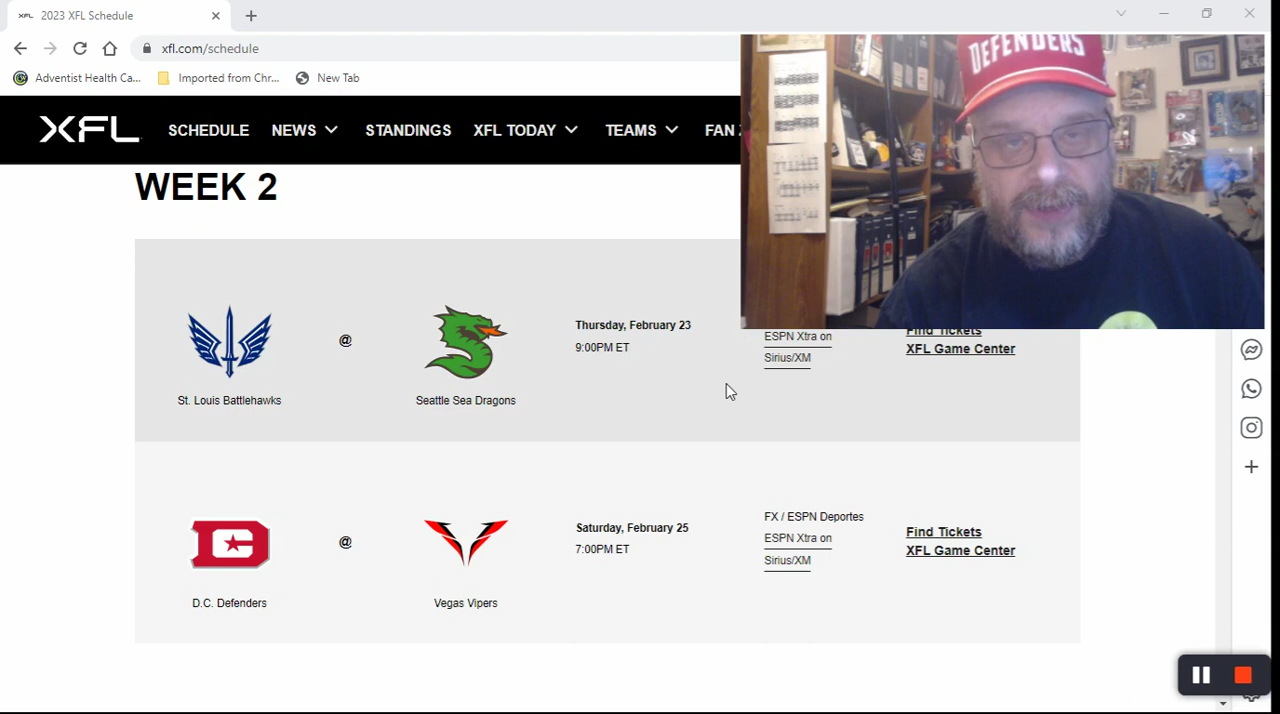 XFL 2023 XFL Schedule
xfl.com/schedule
Adventist Health Ca... Imported from Chr... New Tab
XFL SCHEDULE NEWS STANDINGS XFL TODAY TEAMS FAN
DEFENDERS
WEEK 2
@
Thursday, February 23
9:00PM ET
ESPN Xtra on
Sirius/XM
Find Tickets
XFL Game Center
St. Louis Battlehawks
Seattle Sea Dragons
@
Saturday, February 25
7:00PM ET
FX / ESPN Deportes
ESPN Xtra on
Sirius/XM
Find Tickets
XFL Game Center
D.C. Defenders
Vegas Vipers